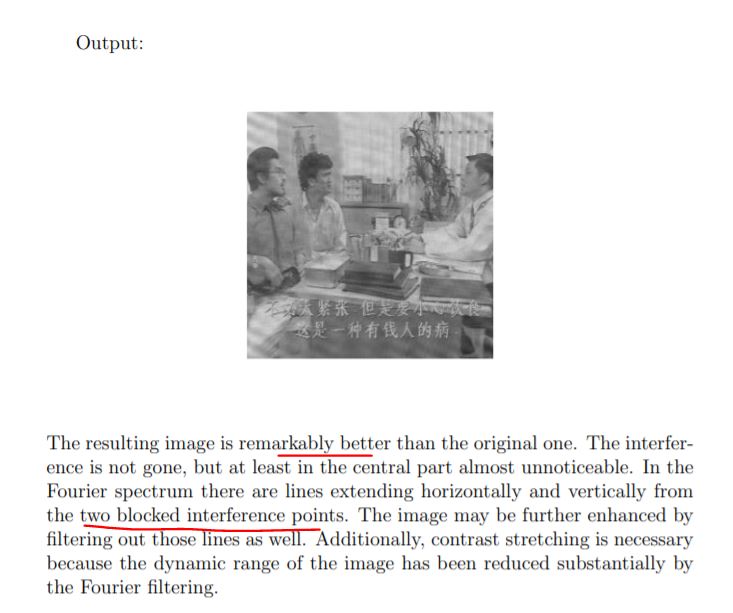 Output:
不必太紧张 但是要小心饮食
这是一种有钱人的病
The resulting image is remarkably better than the original one. The interfer-
ence is not gone, but at least in the central part almost unnoticeable. In the
Fourier spectrum there are lines extending horizontally and vertically from
the two blocked interference points. The image may be further enhanced by
filtering out those lines as well. Additionally, contrast stretching is necessary
because the dynamic range of the image has been reduced substantially by
the Fourier filtering.